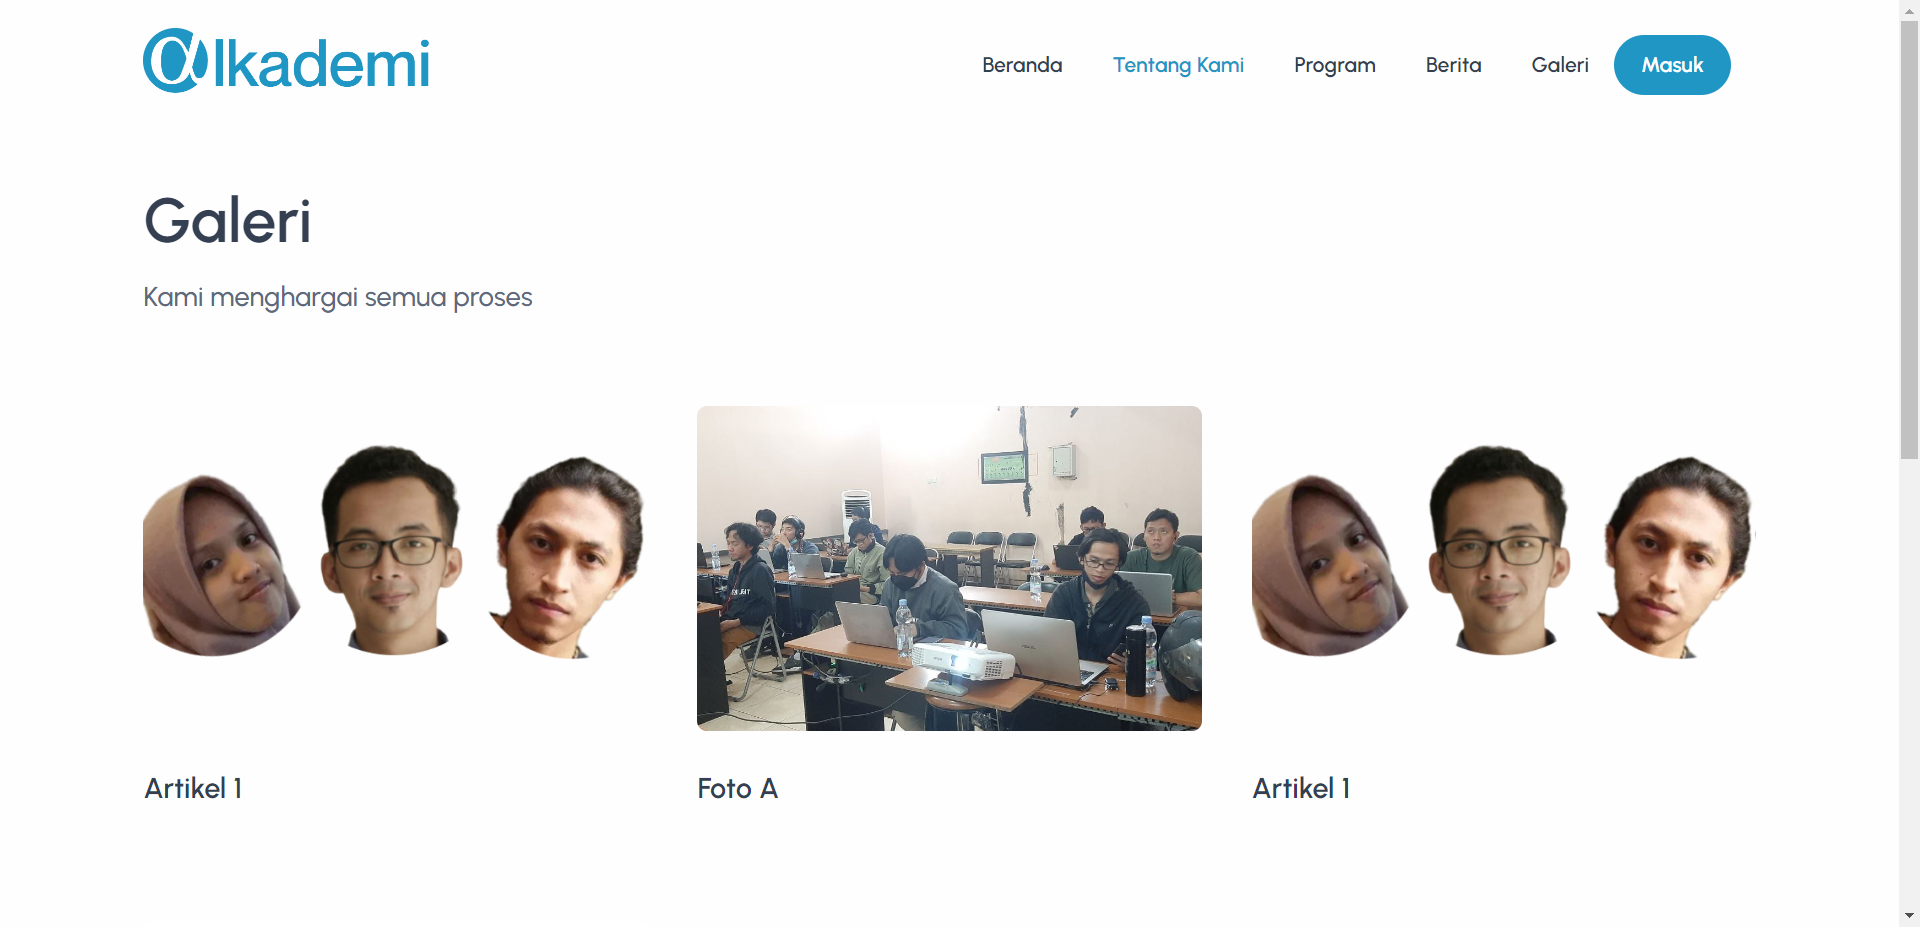 @lkademi
Beranda Tentang Kami Program Berita Galeri Masuk
Galeri
Kami menghargai semua proses
Artikel 1 Foto A Artikel 1